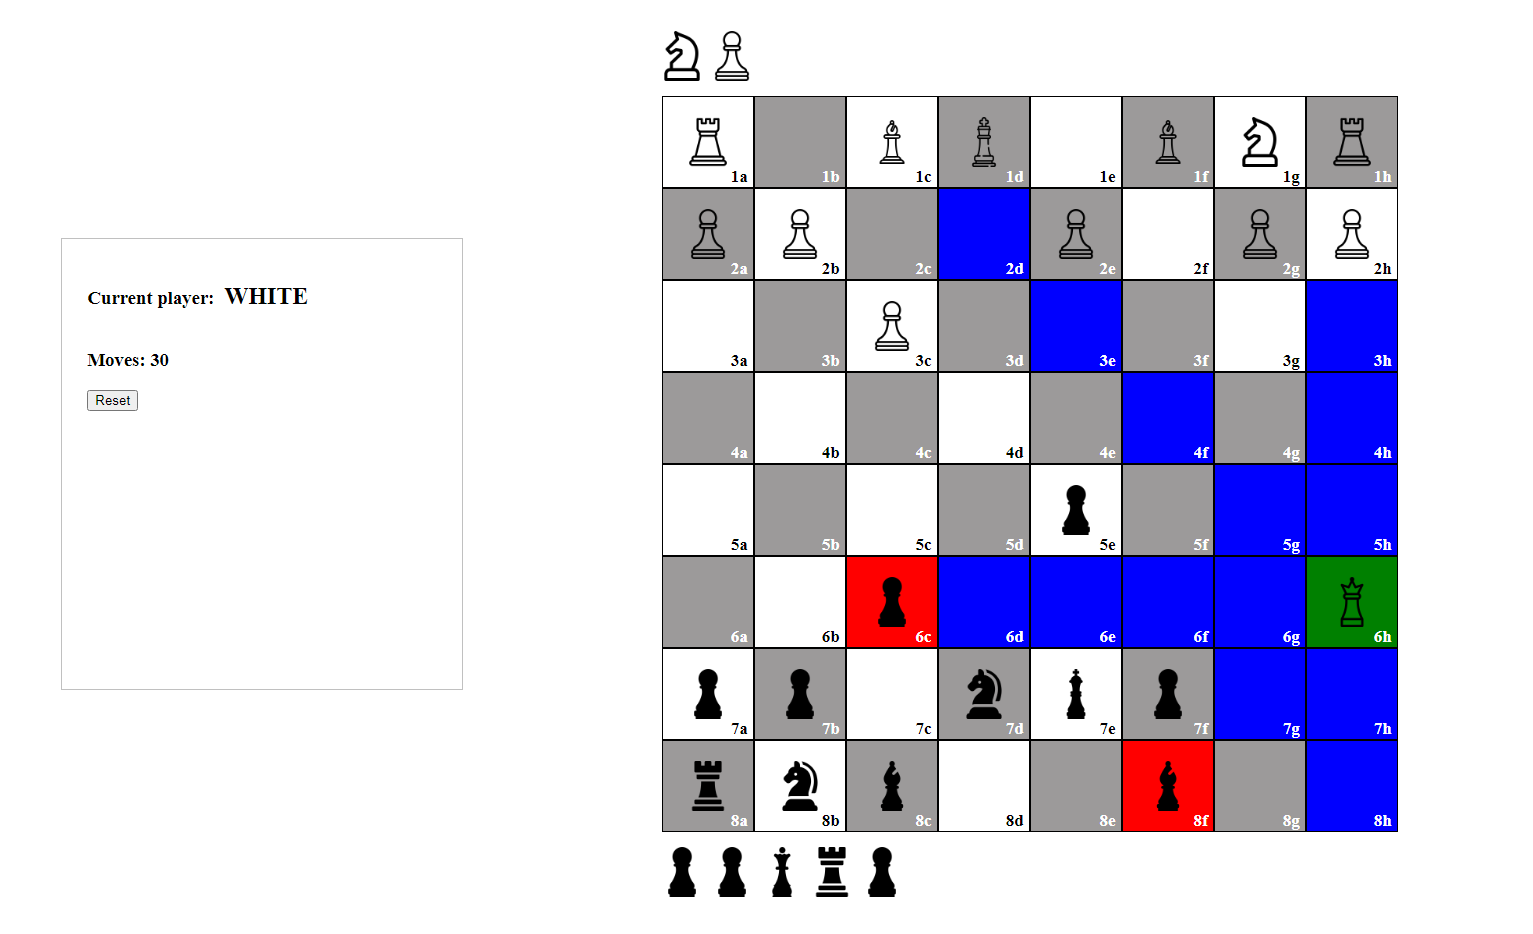 Current player: WHITE
Moves: 30
Reset
1a 1b 1c 1d 1e 1f 1g 1h
2a 2b 2c 2d 2e 2f 2g 2h
3a 3b 3c 3d 3e 3f 3g 3h
4a 4b 4c 4d 4e 4f 4g 4h
5a 5b 5c 5d 5e 5f 5g 5h
6a 6b 6c 6d 6e 6f 6g 6h
7a 7b 7c 7d 7e 7f 7g 7h
8a 8b 8c 8d 8e 8f 8g 8h